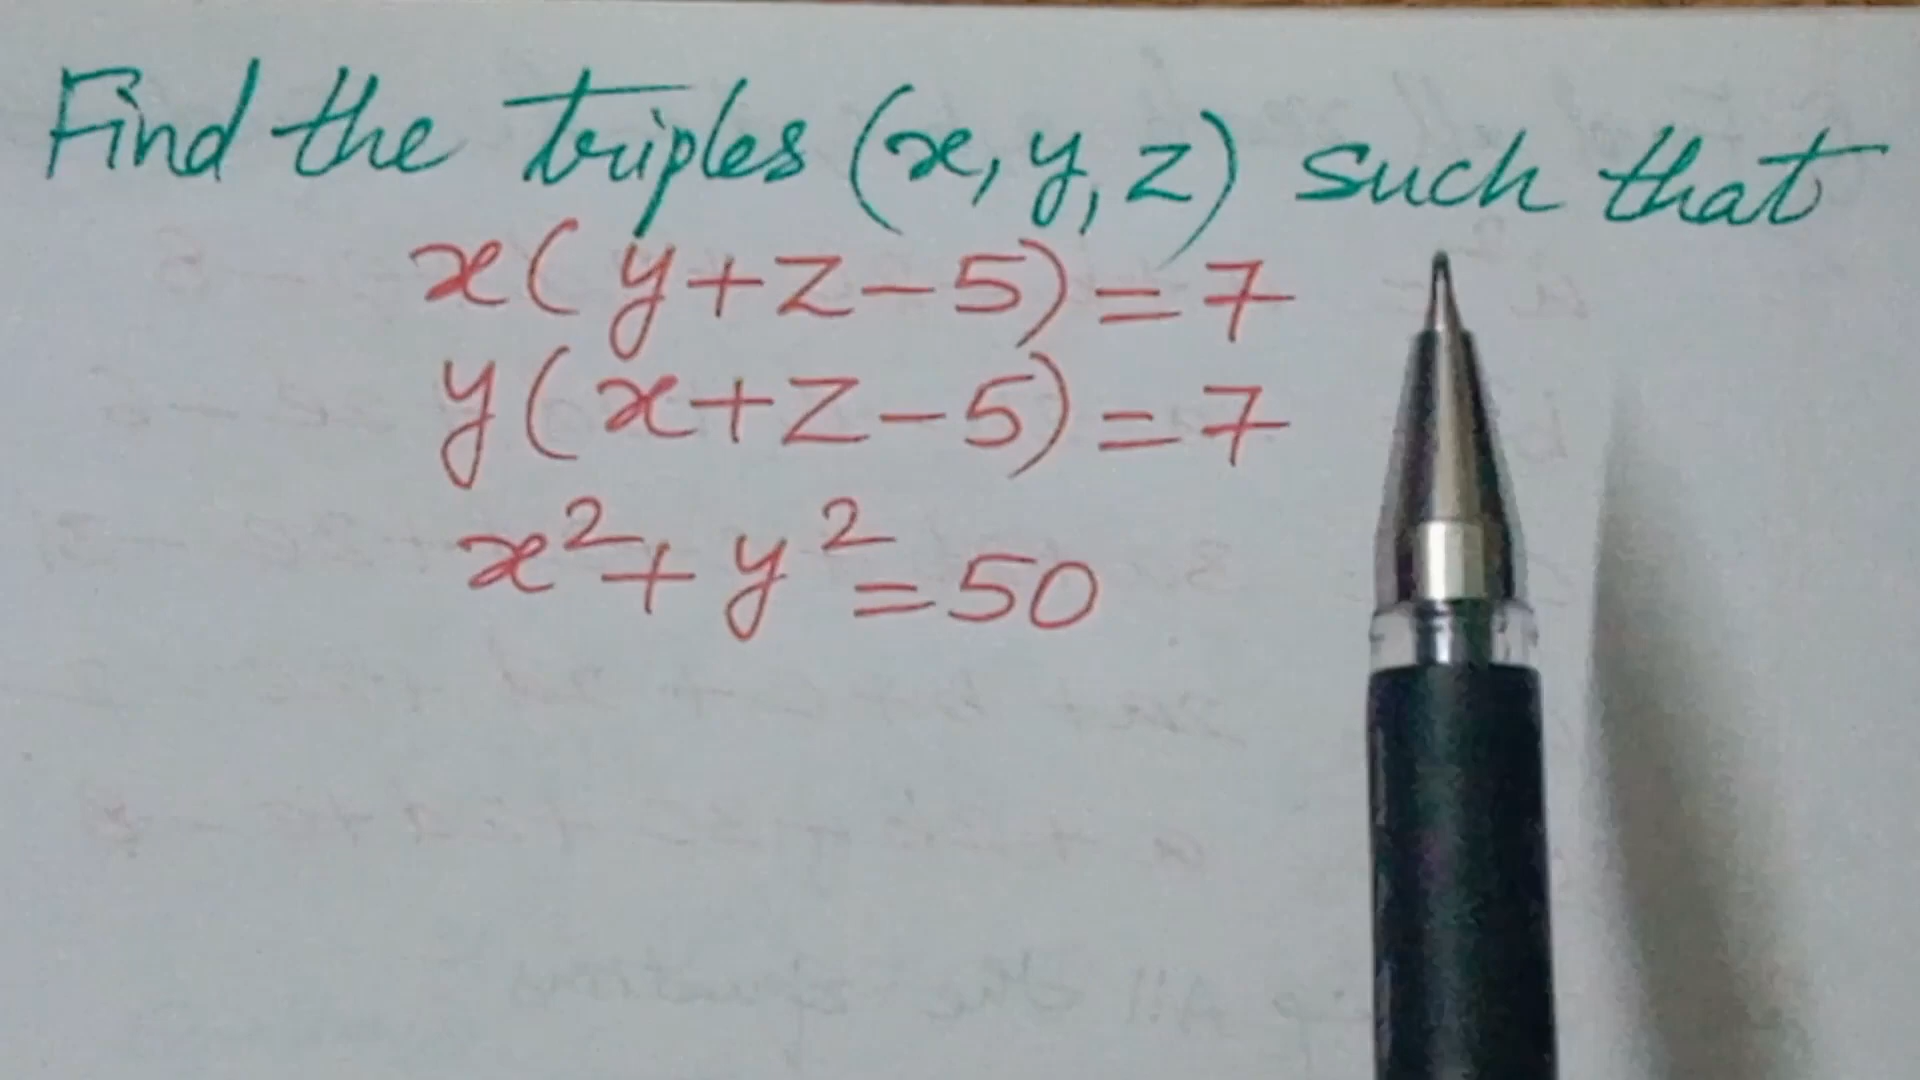 Find the triples (x, y, z) such that
x(y+z-5)=7
y(x+z-5)=7
x²+y²=50